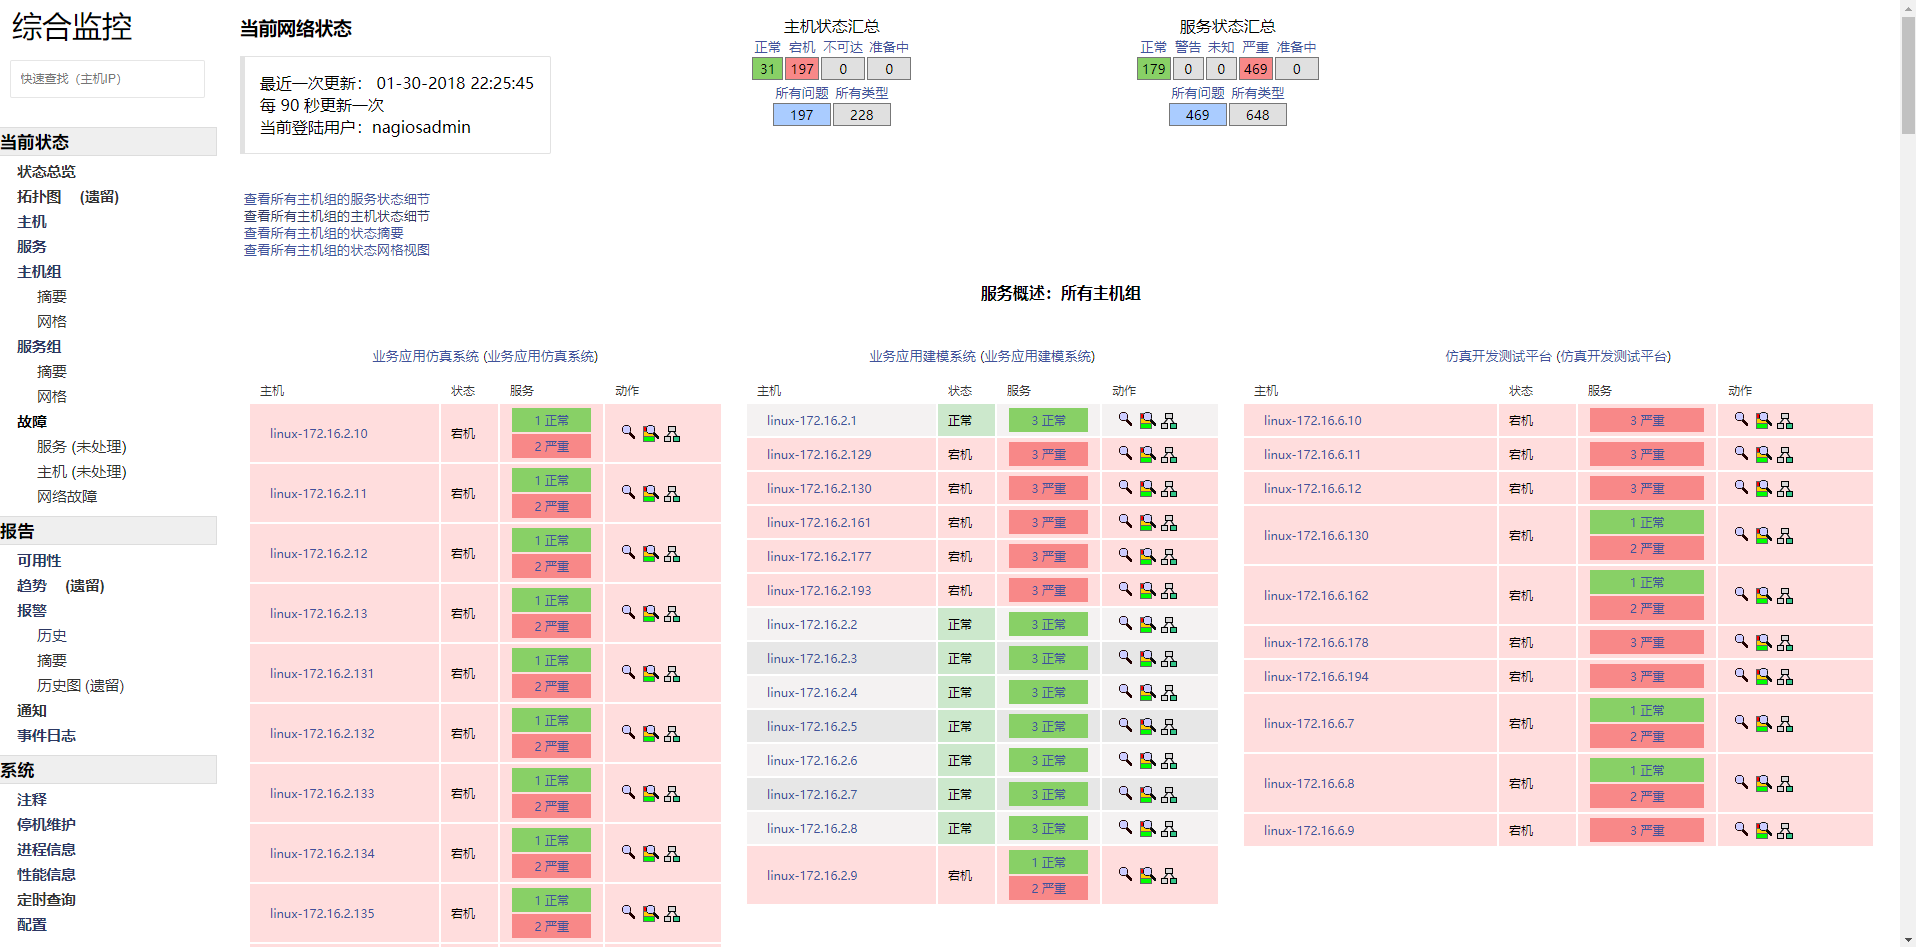 综合监控
快速查找（主机IP）
当前状态
状态总览
拓扑图 (遗留)
主机
服务
主机组
摘要
网格
服务组
摘要
网格
故障
服务 (未处理)
主机 (未处理)
网络故障
报告
可用性
趋势 (遗留)
报警
历史
摘要
历史图 (遗留)
通知
事件日志
系统
注释
停机维护
进程信息
性能信息
定时查询
配置
当前网络状态
最近一次更新： 01-30-2018 22:25:45
每 90 秒更新一次
当前登陆用户：nagiosadmin
主机状态汇总
正常 宕机 不可达 准备中
31 197 0 0
所有问题 所有类型
197 228
服务状态汇总
正常 警告 未知 严重 准备中
179 0 0 469 0
所有问题 所有类型
469 648
查看所有主机组的服务状态细节
查看所有主机组的主机状态细节
查看所有主机组的状态摘要
查看所有主机组的状态网格视图
服务概述：所有主机组
业务应用仿真系统 (业务应用仿真系统)
主机 状态 服务 动作
linux-172.16.2.10 宕机 1 正常
2 严重
linux-172.16.2.11 宕机 1 正常
2 严重
linux-172.16.2.12 宕机 1 正常
2 严重
linux-172.16.2.13 宕机 1 正常
2 严重
linux-172.16.2.131 宕机 1 正常
2 严重
linux-172.16.2.132 宕机 1 正常
2 严重
linux-172.16.2.133 宕机 1 正常
2 严重
linux-172.16.2.134 宕机 1 正常
2 严重
linux-172.16.2.135 宕机 1 正常
2 严重
业务应用建模系统 (业务应用建模系统)
主机 状态 服务 动作
linux-172.16.2.1 正常 3 正常
linux-172.16.2.129 宕机 3 严重
linux-172.16.2.130 宕机 3 严重
linux-172.16.2.161 宕机 3 严重
linux-172.16.2.177 宕机 3 严重
linux-172.16.2.193 宕机 3 严重
linux-172.16.2.2 正常 3 正常
linux-172.16.2.3 正常 3 正常
linux-172.16.2.4 正常 3 正常
linux-172.16.2.5 正常 3 正常
linux-172.16.2.6 正常 3 正常
linux-172.16.2.7 正常 3 正常
linux-172.16.2.8 正常 3 正常
linux-172.16.2.9 宕机 1 正常
2 严重
仿真开发测试平台 (仿真开发测试平台)
主机 状态 服务 动作
linux-172.16.6.10 宕机 3 严重
linux-172.16.6.11 宕机 3 严重
linux-172.16.6.12 宕机 3 严重
linux-172.16.6.130 宕机 1 正常
2 严重
linux-172.16.6.162 宕机 1 正常
2 严重
linux-172.16.6.178 宕机 3 严重
linux-172.16.6.194 宕机 3 严重
linux-172.16.6.7 宕机 1 正常
2 严重
linux-172.16.6.8 宕机 1 正常
2 严重
linux-172.16.6.9 宕机 3 严重